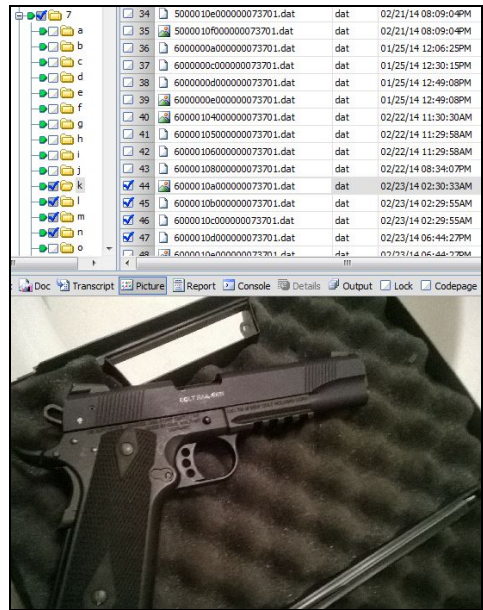 7
a
b
c
d
e
f
g
h
i
j
k
l
m
n
o
34 5000010e000000073701.dat dat 02/21/14 08:09:04PM
35 5000010f000000073701.dat dat 02/21/14 08:09:04PM
36 6000000a000000073701.dat dat 01/25/14 12:06:25PM
37 6000000c000000073701.dat dat 01/25/14 12:30:15PM
38 6000000d000000073701.dat dat 01/25/14 12:49:08PM
39 6000000e000000073701.dat dat 01/25/14 12:49:08PM
40 60000104000000073701.dat dat 02/22/14 11:30:30AM
41 60000105000000073701.dat dat 02/22/14 11:29:58AM
42 60000106000000073701.dat dat 02/22/14 11:29:58AM
43 60000108000000073701.dat dat 02/22/14 08:34:07PM
44 6000010a000000073701.dat dat 02/23/14 02:30:33AM
45 6000010b000000073701.dat dat 02/23/14 02:29:55AM
46 6000010c000000073701.dat dat 02/23/14 02:29:55AM
47 6000010d000000073701.dat dat 02/23/14 06:44:27PM
Doc Transcript Picture Report Console Details Output Lock Codepage
COLT RAIL GUN